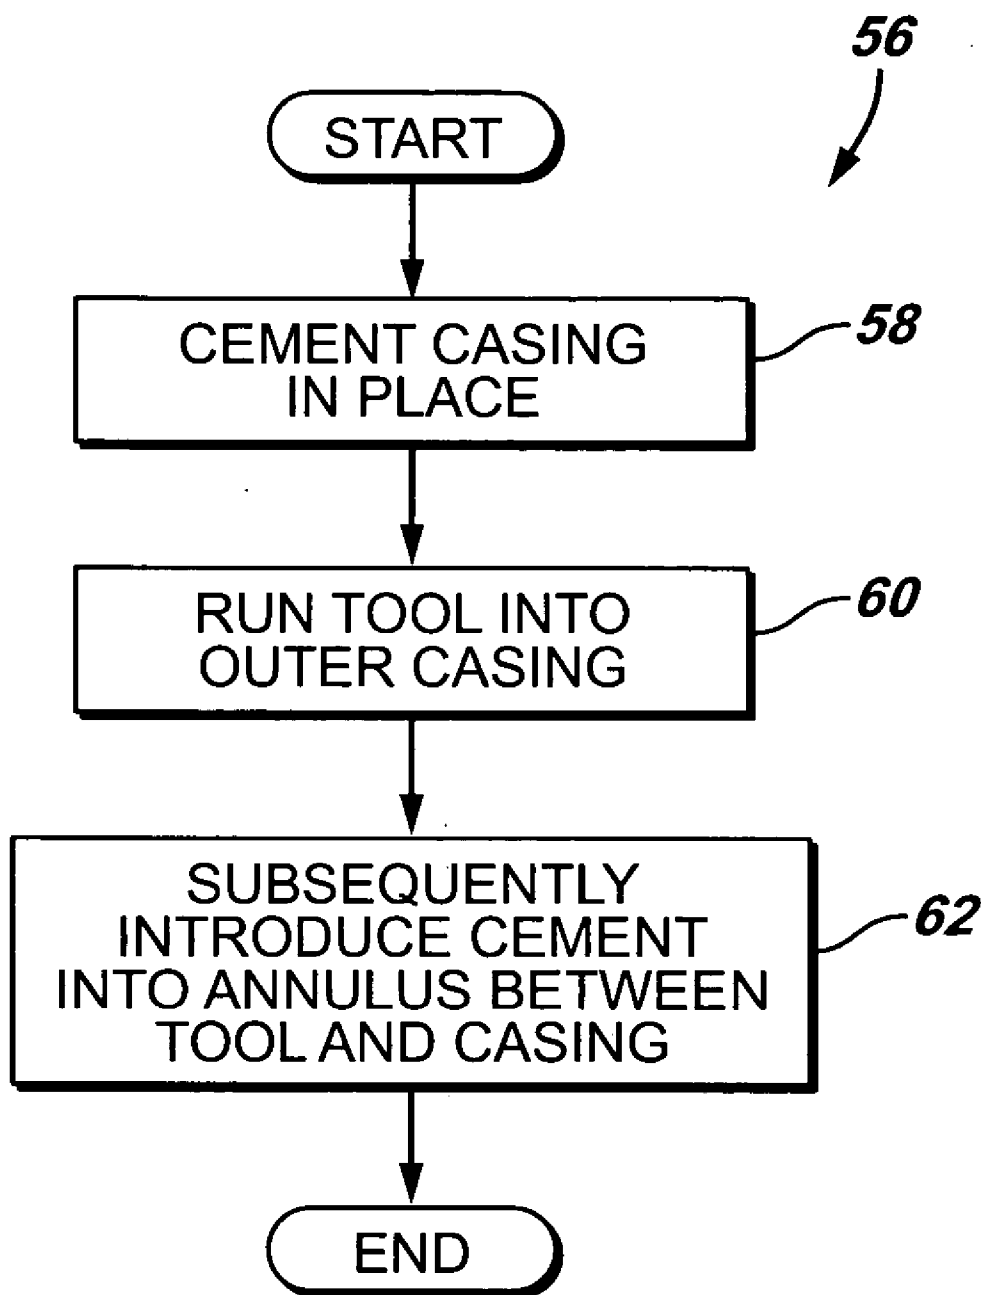 56
START
CEMENT CASING
IN PLACE
58
RUN TOOL INTO
OUTER CASING
60
SUBSEQUENTLY
INTRODUCE CEMENT
INTO ANNULUS BETWEEN
TOOL AND CASING
62
END